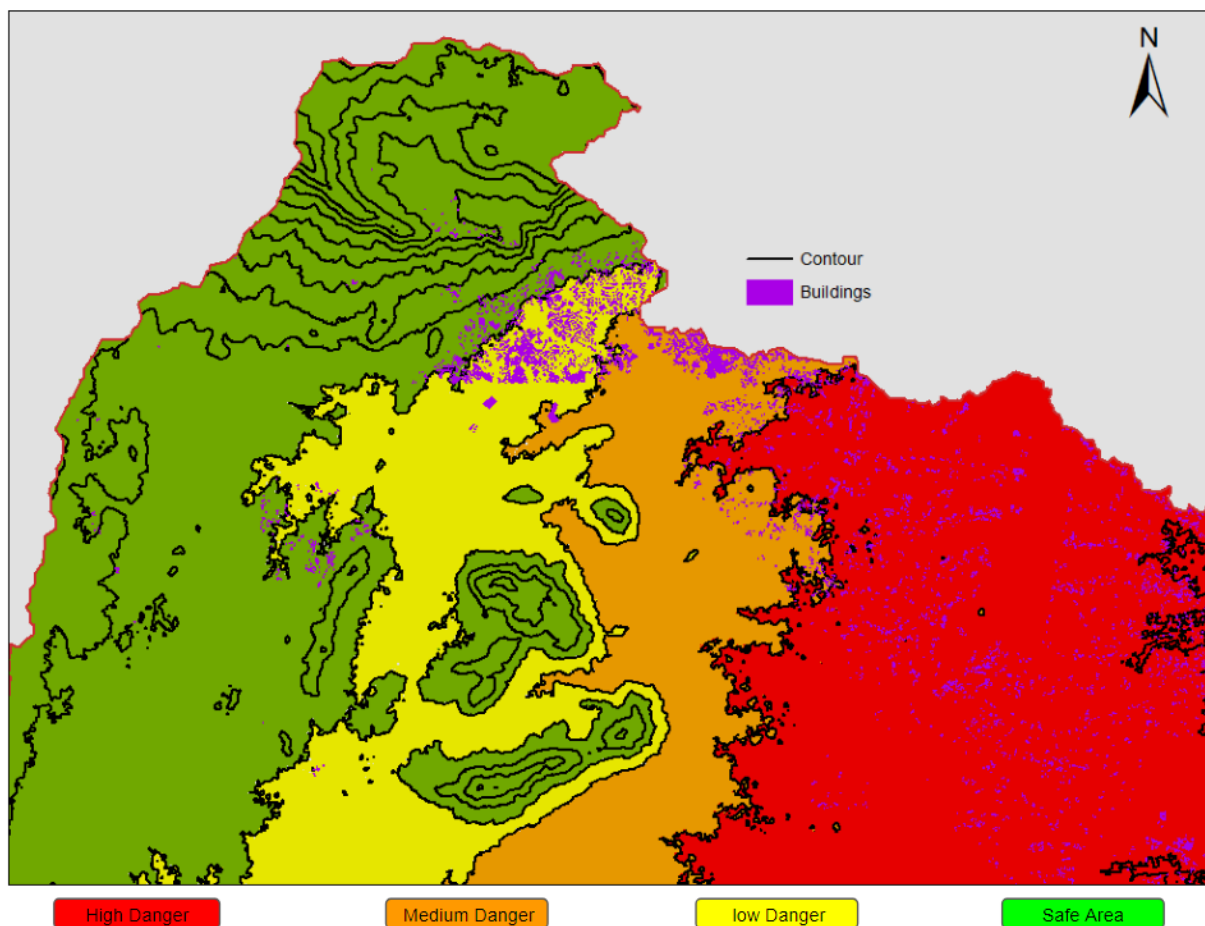 N
Contour
Buildings
High Danger
Medium Danger
low Danger
Safe Area